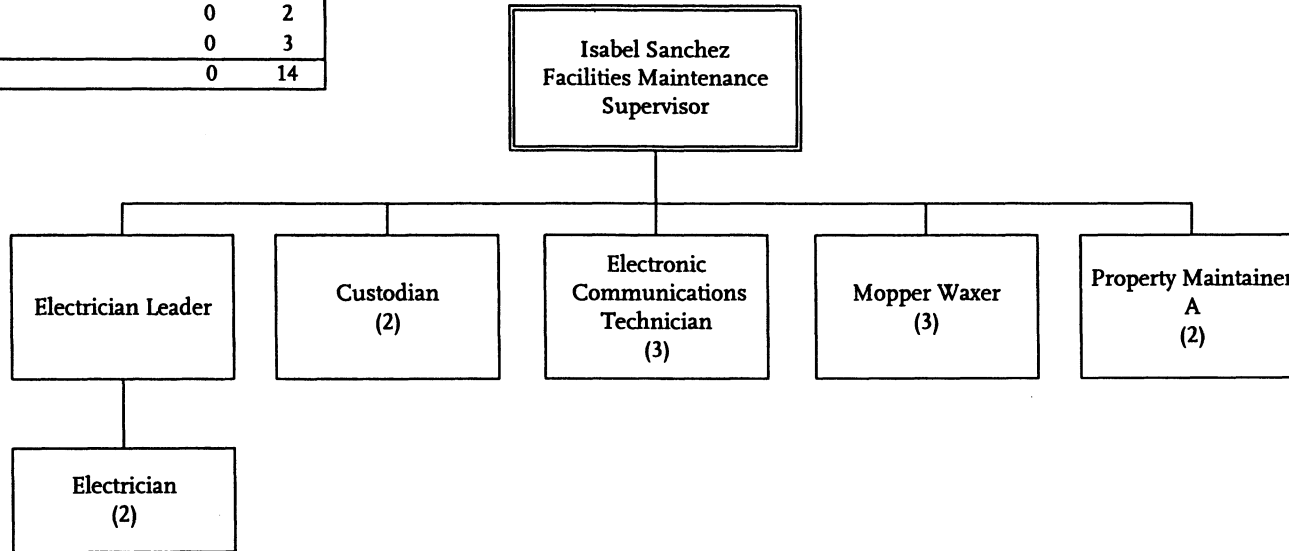 0 2
0 3
0 14
Isabel Sanchez
Facilities Maintenance
Supervisor
Electrician Leader
Custodian
(2)
Electronic
Communications
Technician
(3)
Mopper Waxer
(3)
Property Maintainer
A
(2)
Electrician
(2)